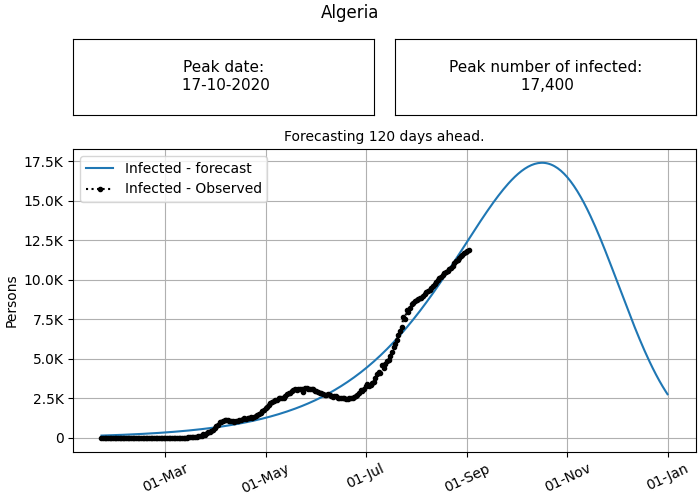 Algeria
Peak date:
17-10-2020
Peak number of infected:
17,400
Forecasting 120 days ahead.
Infected - forecast
Infected - Observed
17.5K
15.0K
12.5K
10.0K
7.5K
5.0K
2.5K
0
Persons
01-Mar
01-May
01-Jul
01-Sep
01-Nov
01-Jan